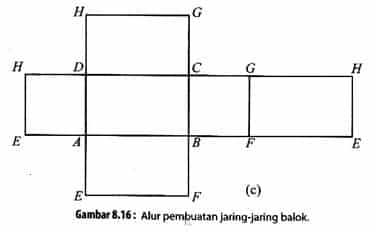 H G
H D C G H
E A B F E
E F (c)
Gambar 8.16 : Alur pembuatan jaring-jaring balok.